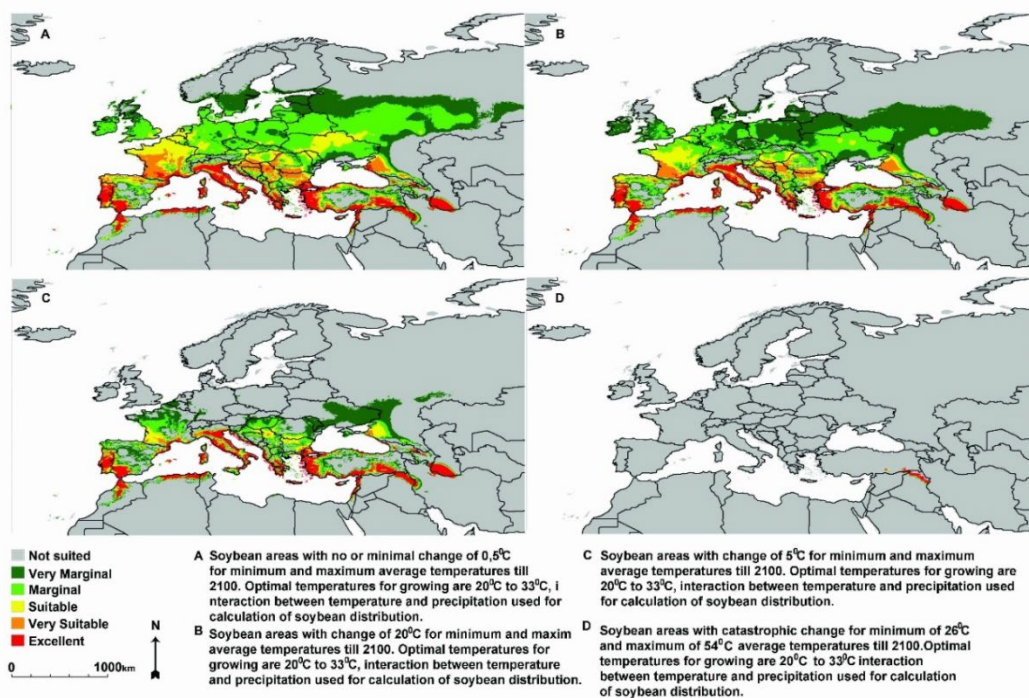 A
B
C
D
Not suited
Very Marginal
Marginal
Suitable
Very Suitable
Excellent
N
0 1000km
A Soybean areas with no or minimal change of 0,5⁰C
for minimum and maximum average temperatures till
2100. Optimal temperatures for growing are 20⁰C to 33⁰C, i
nteraction between temperature and precipitation used for
calculation of soybean distribution.
B Soybean areas with change of 20⁰C for minimum and maxim
average temperatures till 2100. Optimal temperatures for
growing are 20⁰C to 33⁰C, interaction between temperature
and precipitation used for calculation of soybean distribution.
C Soybean areas with change of 5⁰C for minimum and maximum
average temperatures till 2100. Optimal temperatures for growing are
20⁰C to 33⁰C, interaction between temperature and precipitation used
for calculation of soybean distribution.
D Soybean areas with catastrophic change for minimum of 26⁰C
and maximum of 54⁰C average temperatures till 2100.Optimal
temperatures for growing are 20⁰C to 33⁰C interaction
between temperature and precipitation used for calculation
of soybean distribution.